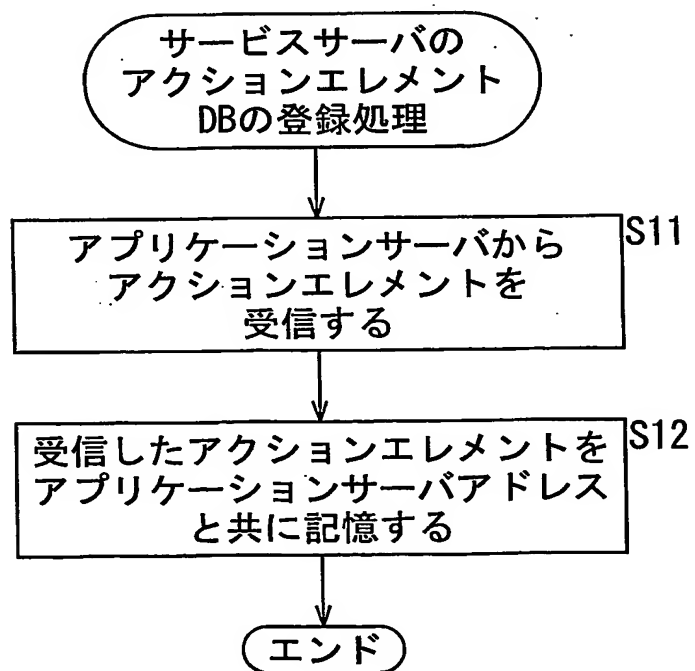 サービスサーバの
アクションエレメント
DBの登録処理
S11
アプリケーションサーバから
アクションエレメントを
受信する
S12
受信したアクションエレメントを
アプリケーションサーバアドレス
と共に記憶する
エンド